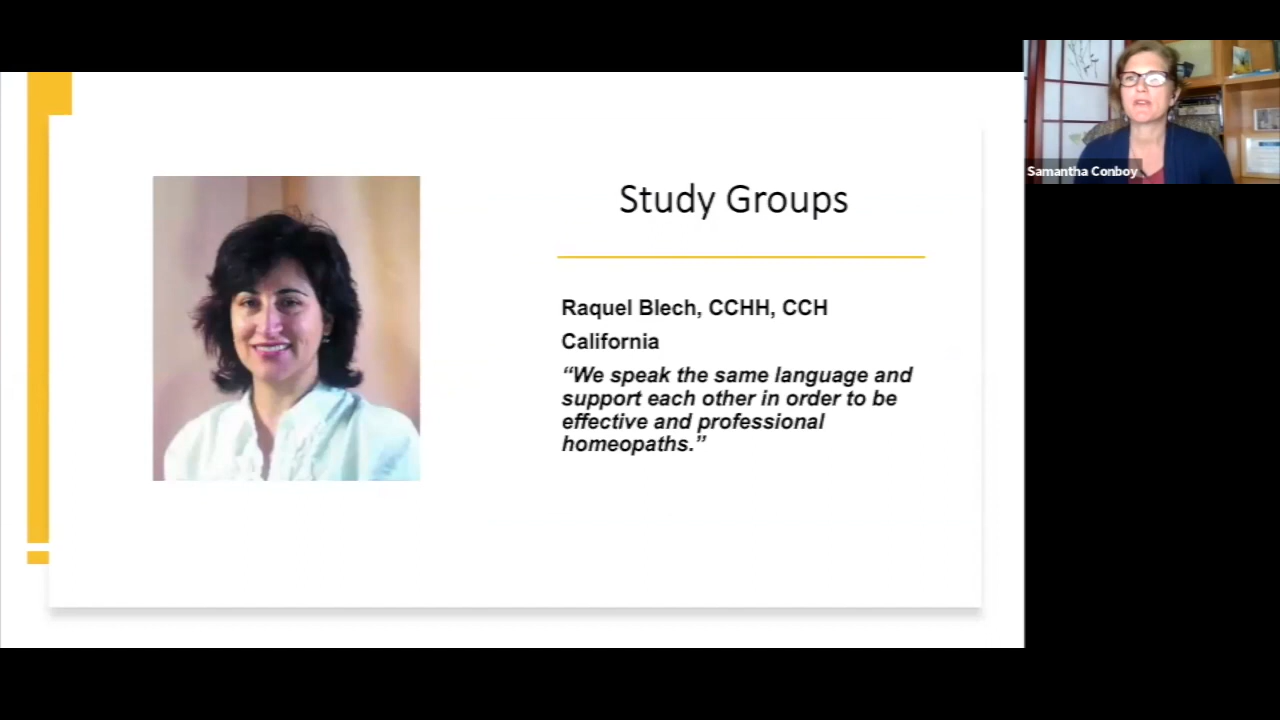 Samantha Conboy
Study Groups
Raquel Blech, CCHH, CCH
California
“We speak the same language and
support each other in order to be
effective and professional
homeopaths.”